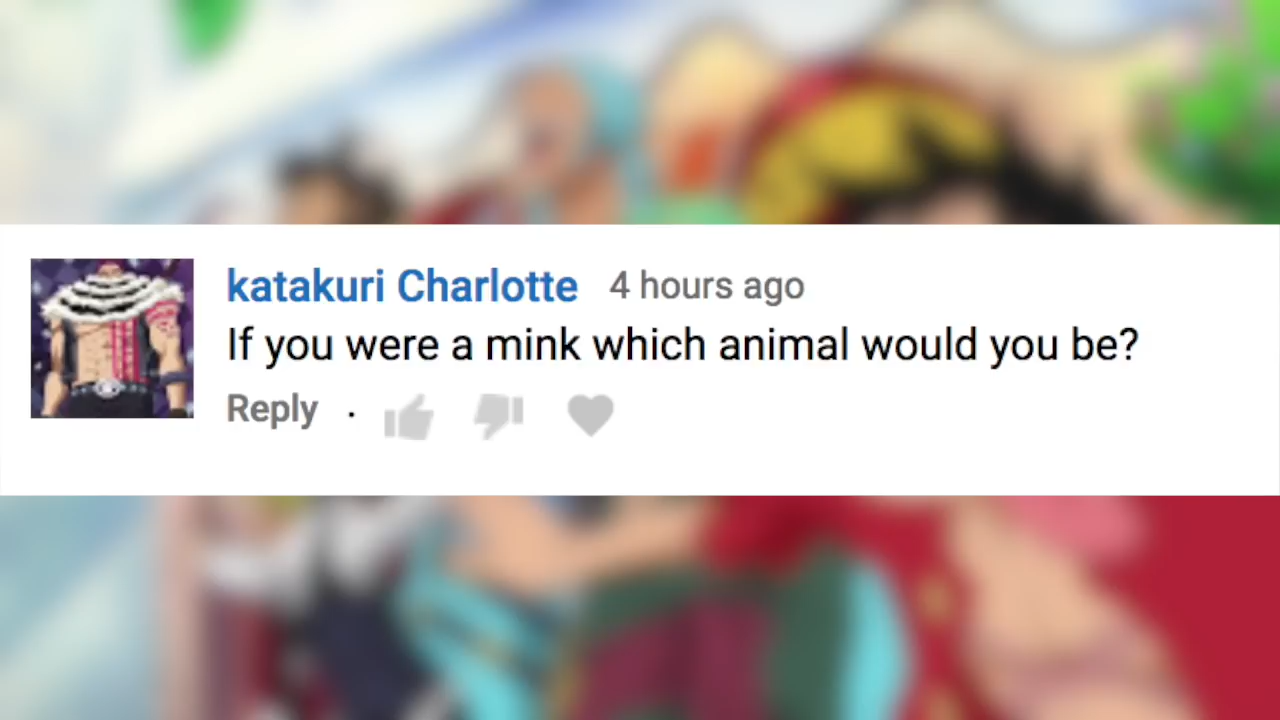 katakuri Charlotte 4 hours ago
If you were a mink which animal would you be?
Reply ·